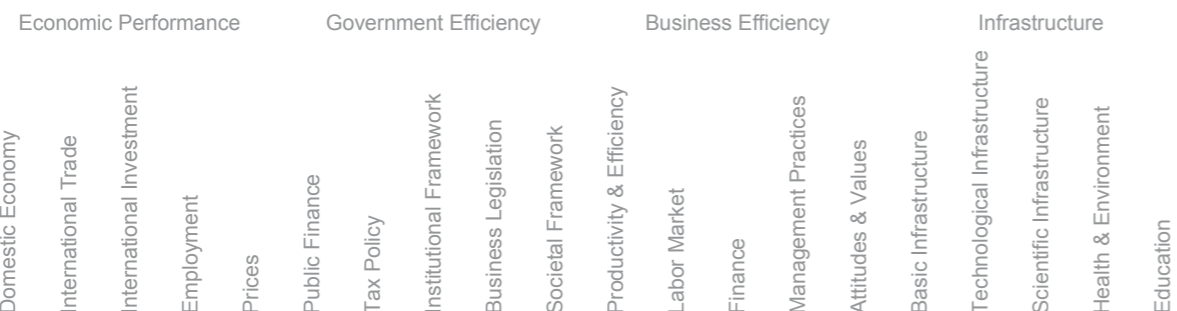 Economic Performance
Government Efficiency
Business Efficiency
Infrastructure
Domestic Economy
International Trade
International Investment
Employment
Prices
Public Finance
Tax Policy
Institutional Framework
Business Legislation
Societal Framework
Productivity & Efficiency
Labor Market
Finance
Management Practices
Attitudes & Values
Basic Infrastructure
Technological Infrastructure
Scientific Infrastructure
Health & Environment
Education